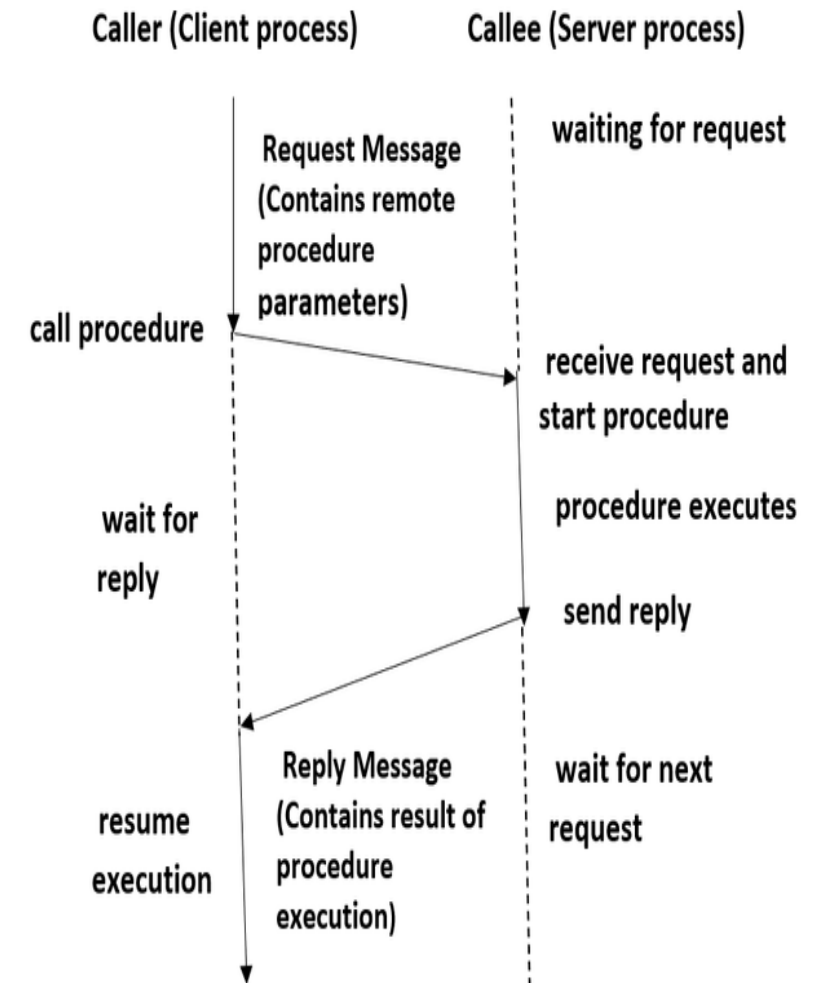 Caller (Client process)
Callee (Server process)
waiting for request
Request Message
(Contains remote
procedure
parameters)
call procedure
receive request and
start procedure
procedure executes
wait for
reply
send reply
Reply Message
(Contains result of
procedure
execution)
wait for next
request
resume
execution